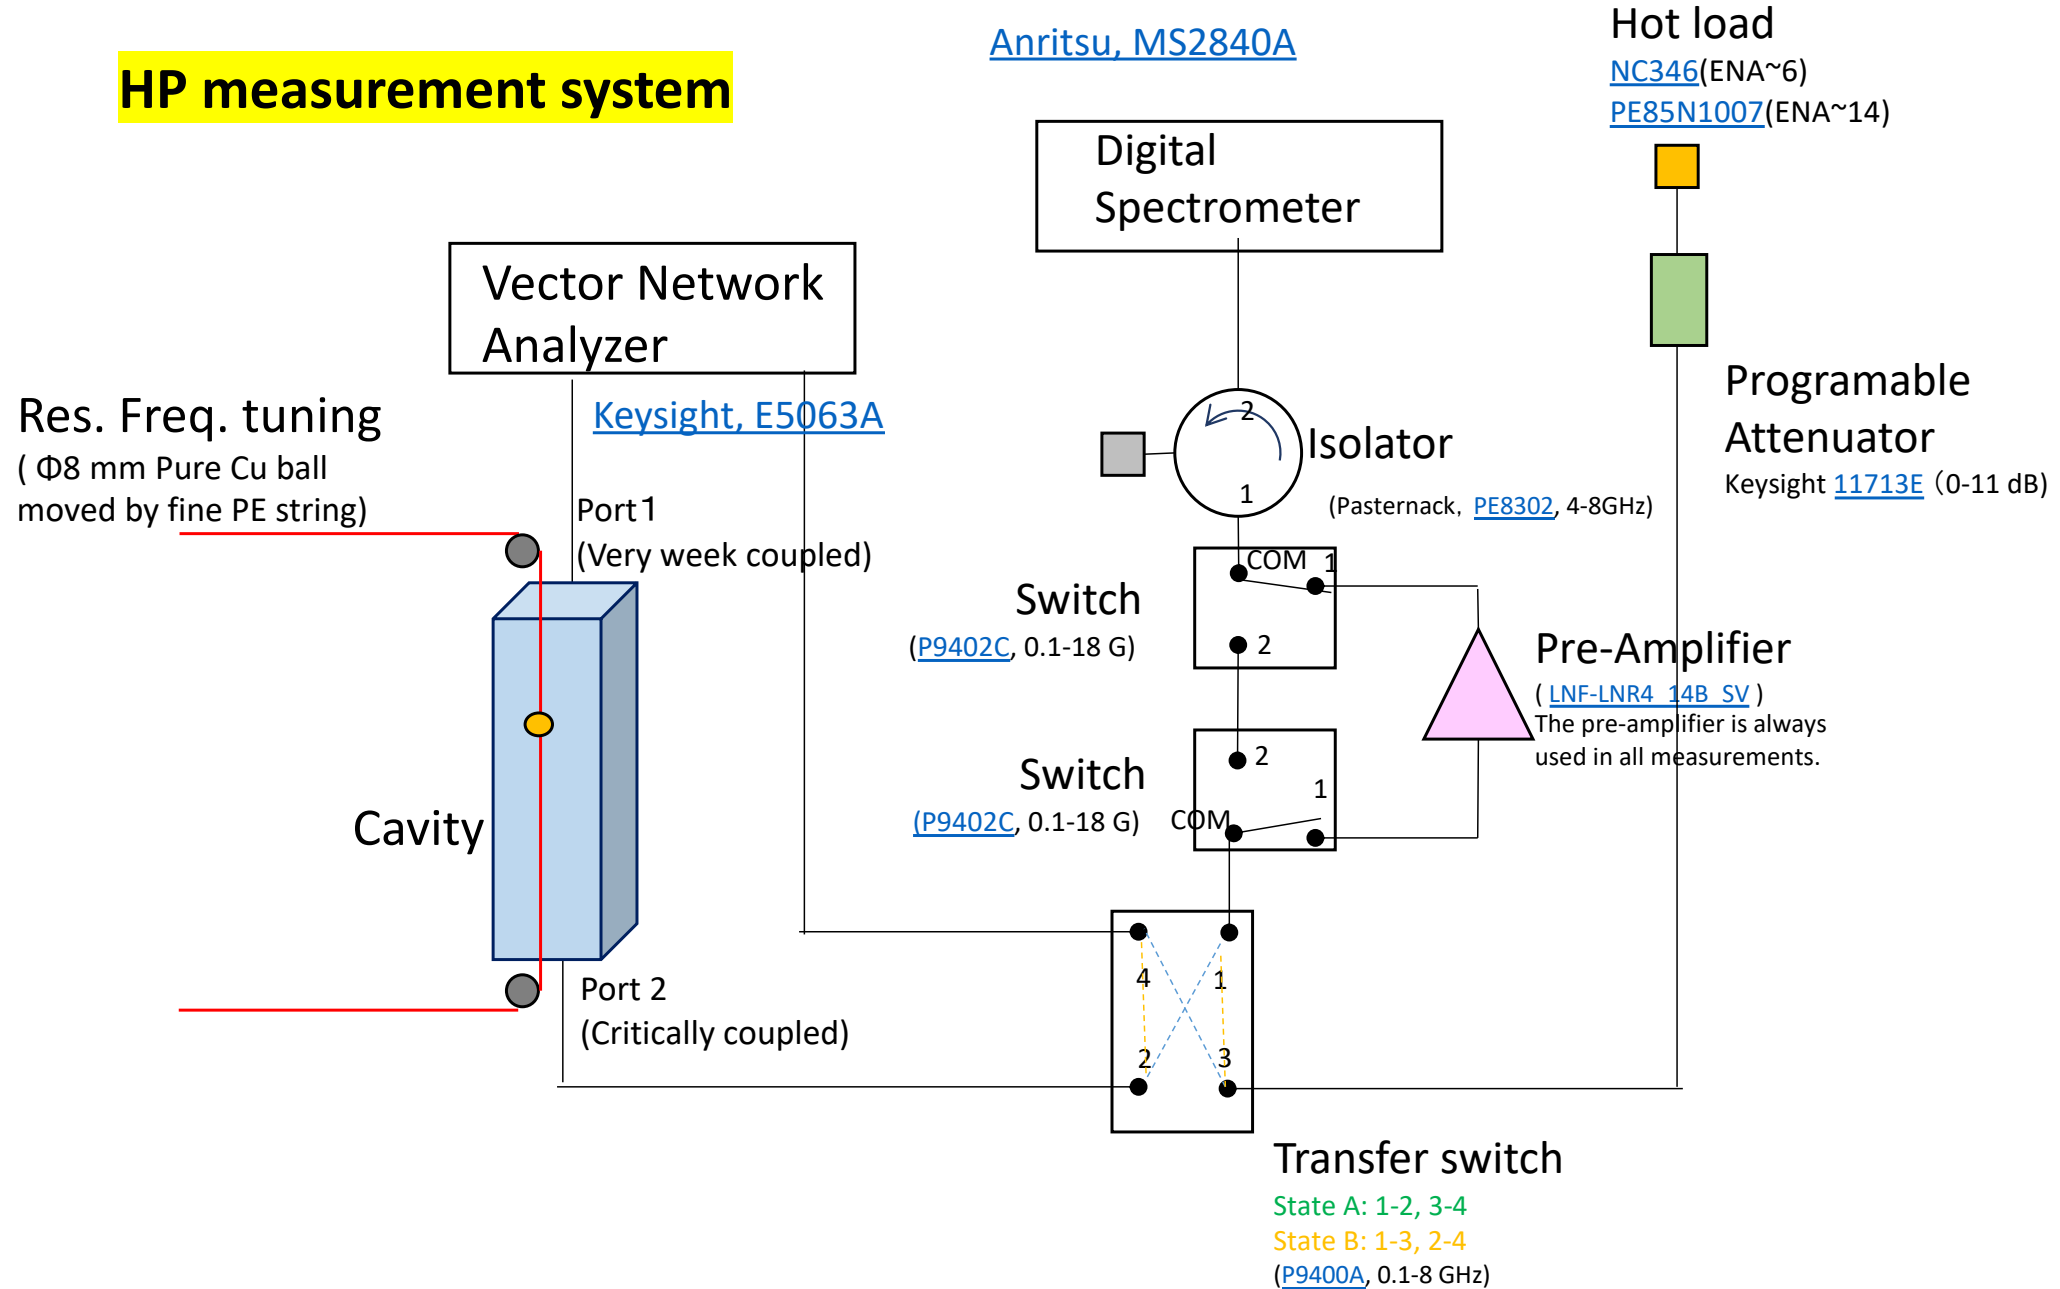 HP measurement system
Anritsu, MS2840A
Hot load
NC346(ENA~6)
PE85N1007(ENA~14)
Digital
Spectrometer
Vector Network
Analyzer
Keysight, E5063A
Res. Freq. tuning
( Φ8 mm Pure Cu ball
moved by fine PE string)
Port1
(Very week coupled)
2
1
Isolator
(Pasternack, PE8302, 4-8GHz)
Programable
Attenuator
Keysight 11713E (0-11 dB)
COM 1
2
Switch
(P9402C, 0.1-18 G)
Pre-Amplifier
( LNF-LNR4_14B_SV )
The pre-amplifier is always
used in all measurements.
2
1
COM
Switch
(P9402C, 0.1-18 G)
Cavity
Port 2
(Critically coupled)
4 1
2 3
Transfer switch
State A: 1-2, 3-4
State B: 1-3, 2-4
(P9400A, 0.1-8 GHz)